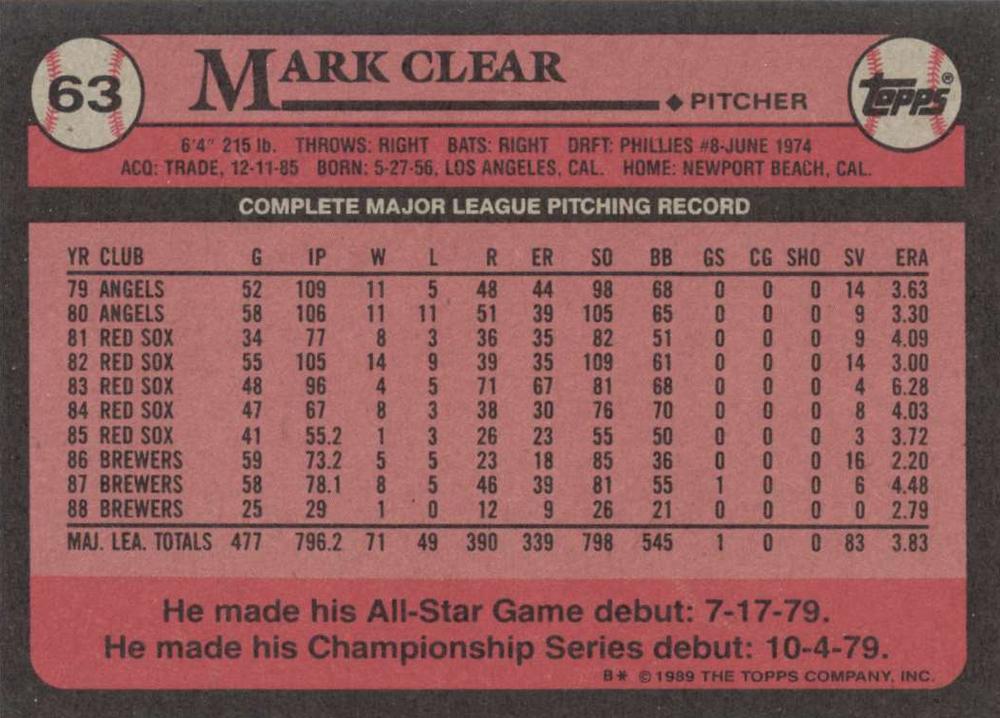 63
MARK CLEAR
PITCHER
TOPPS®
6'4" 215 lb. THROWS: RIGHT BATS: RIGHT DRFT: PHILLIES #8-JUNE 1974
ACQ: TRADE, 12-11-85 BORN: 5-27-56, LOS ANGELES, CAL. HOME: NEWPORT BEACH, CAL.
COMPLETE MAJOR LEAGUE PITCHING RECORD
YR CLUB G IP W L R ER SO BB GS CG SHO SV ERA
79 ANGELS 52 109 11 5 48 44 98 68 0 0 0 14 3.63
80 ANGELS 58 106 11 11 51 39 105 65 0 0 0 9 3.30
81 RED SOX 34 77 8 3 36 35 82 51 0 0 0 9 4.09
82 RED SOX 55 105 14 9 39 35 109 61 0 0 0 14 3.00
83 RED SOX 48 96 4 5 71 67 81 68 0 0 0 4 6.28
84 RED SOX 47 67 8 3 38 30 76 70 0 0 0 8 4.03
85 RED SOX 41 55.2 1 3 26 23 55 50 0 0 0 3 3.72
86 BREWERS 59 73.2 5 5 23 18 85 36 0 0 0 16 2.20
87 BREWERS 58 78.1 8 5 46 39 81 55 1 0 0 6 4.48
88 BREWERS 25 29 1 0 12 9 26 21 0 0 0 0 2.79
MAJ. LEA. TOTALS 477 796.2 71 49 390 339 798 545 1 0 0 83 3.83
He made his All-Star Game debut: 7-17-79.
He made his Championship Series debut: 10-4-79.
B* © 1989 THE TOPPS COMPANY, INC.